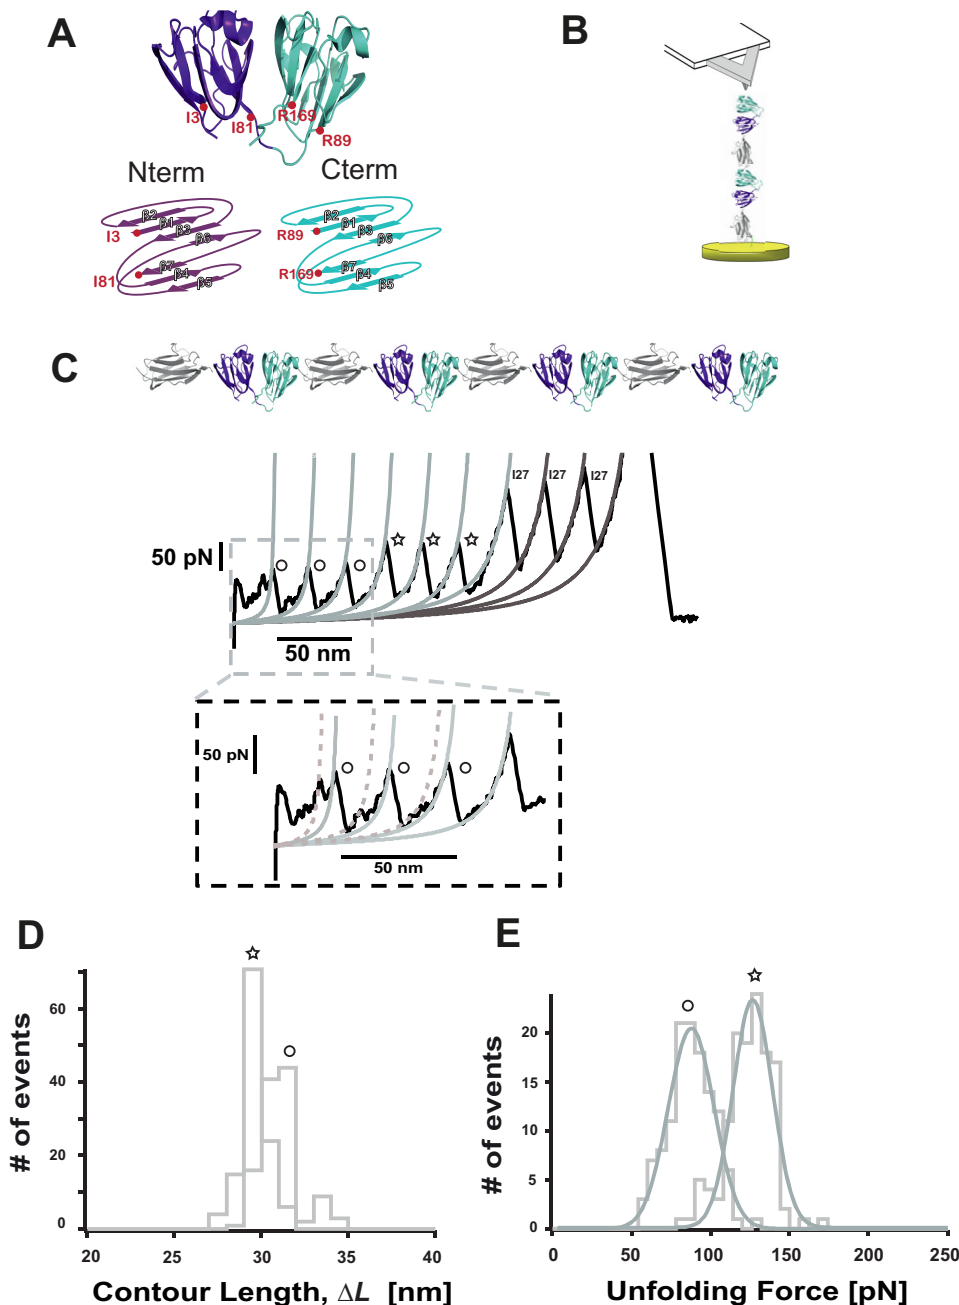 A
B
I3
I81
R169
R89
Nterm
Cterm
β2
β1
β3
β6
I3
I81
β7
β4
β5
β2
β1
β3
β6
R89
R169
β7
β4
β5
C
I27
I27
I27
50 pN
50 nm
50 pN
50 nm
D
# of events
60
40
20
0
20
30
40
Contour Length, ΔL [nm]
E
# of events
20
15
10
5
0
0
50
100
150
200
250
Unfolding Force [pN]